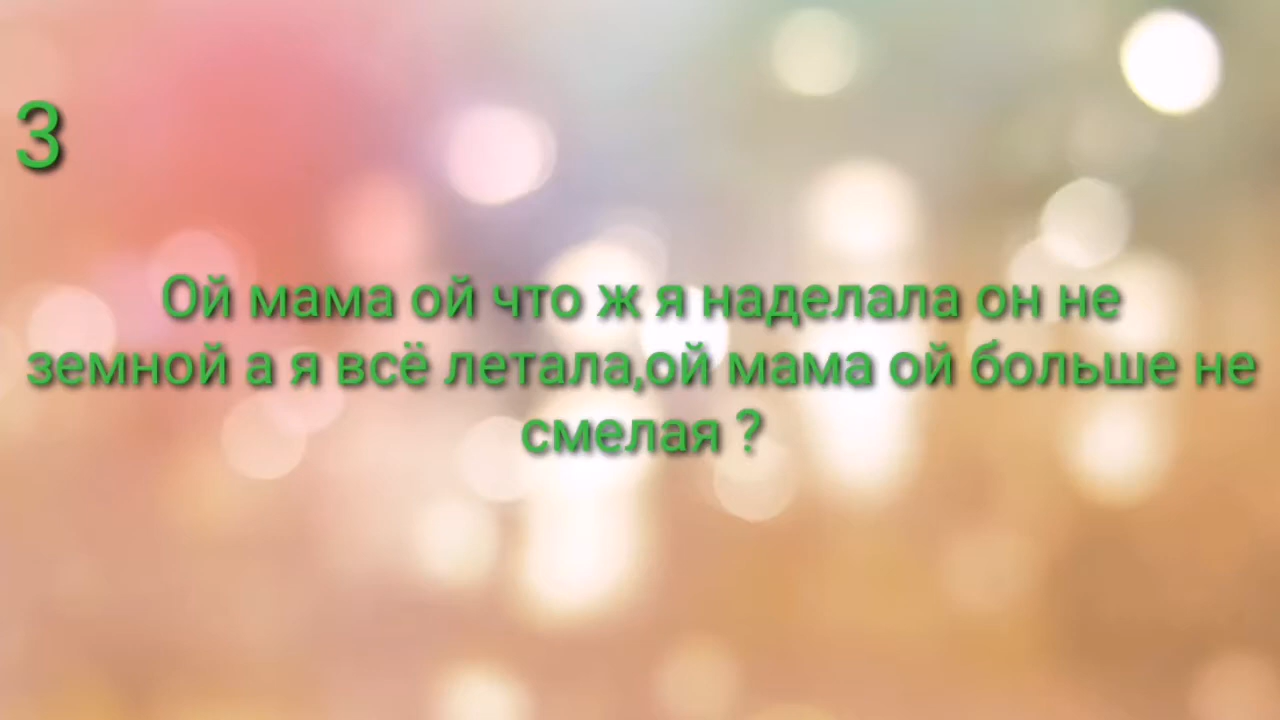 3
Ой мама ой что ж я наделала он не
земной а я всё летала,ой мама ой больше не
смелая ?